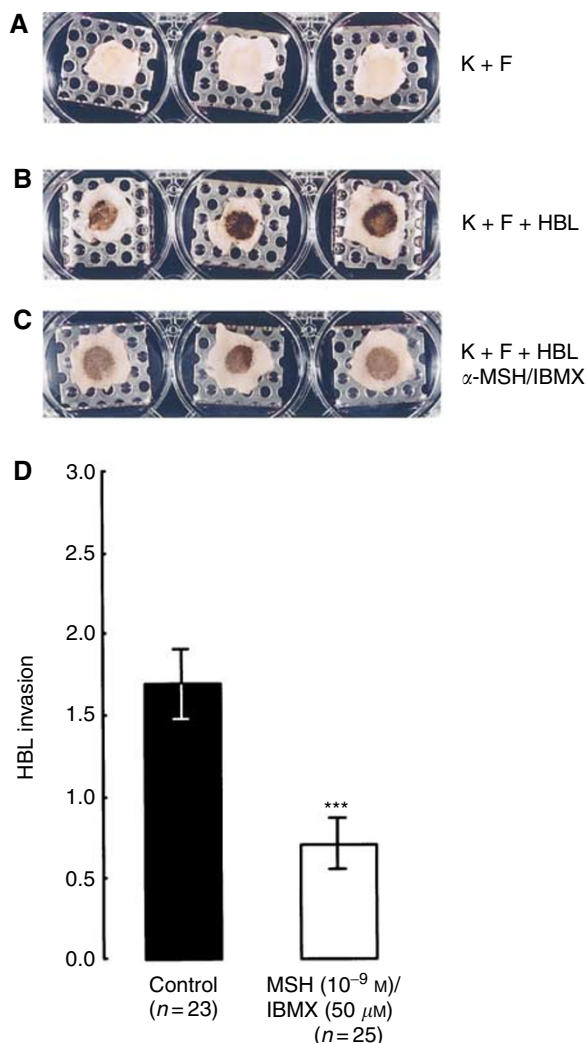 A
K + F
B
K + F + HBL
C
K + F + HBL
α-MSH/IBMX
D
3.0
2.5
2.0
1.5
1.0
0.5
0.0
HBL invasion
***
Control
(n = 23)
MSH (10⁻⁹ M)/
IBMX (50 μM)
(n = 25)